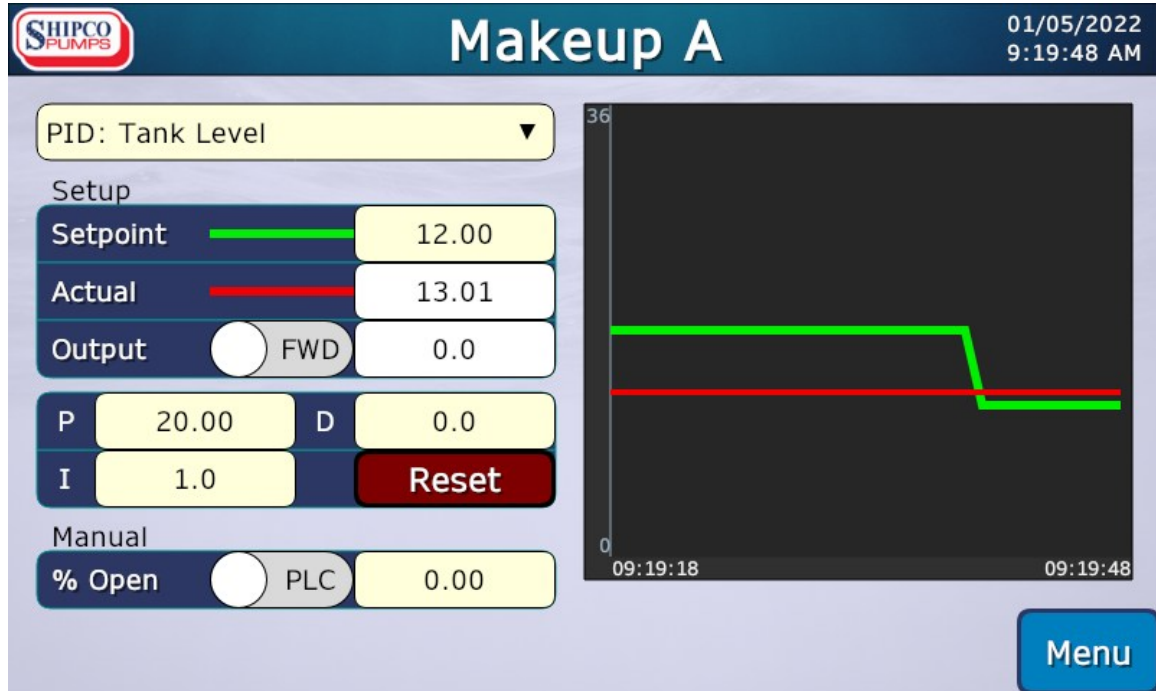 SHIPCO
PUMPS
Makeup A
01/05/2022
9:19:48 AM
PID: Tank Level
Setup
Setpoint 12.00
Actual 13.01
Output FWD 0.0
P 20.00 D 0.0
I 1.0 Reset
Manual
% Open PLC 0.00
36
0
09:19:18 09:19:48
Menu